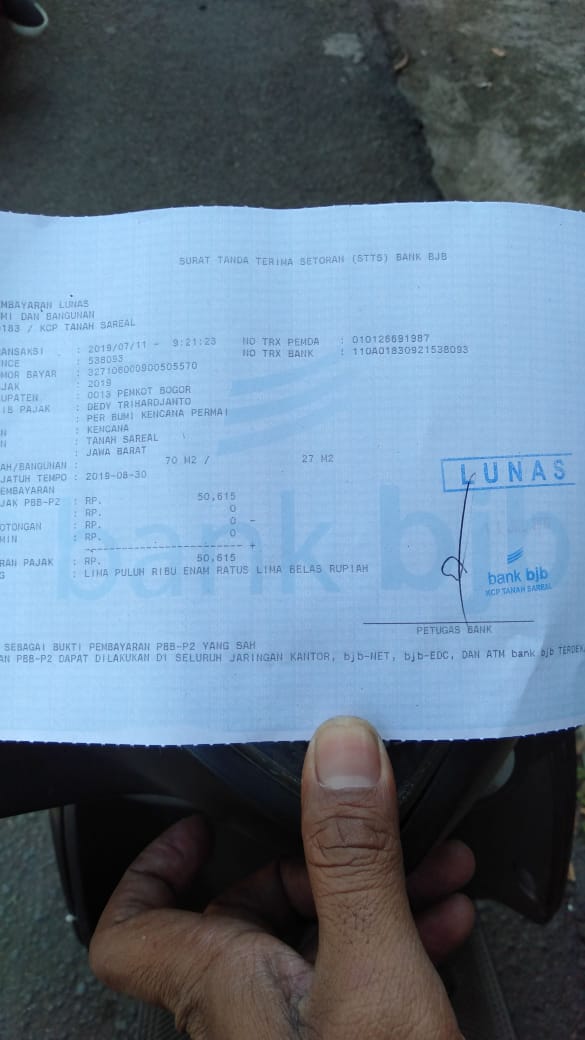 SURAT TANDA TERIMA SETORAN (STTS) BANK BJB
MBAYARAN LUNAS
MI DAN BANGUNAN
0183 / KCP TANAH SAREAL
ANSAKSI : 2019/07/11 - 9:21:23 NO TRX PEMDA : 010126691987
NCE : 538093 NO TRX BANK : 110A01830921538093
MOR BAYAR : 327106000900505570
JAK : 2019
UPATEN : 0013 PEMKOT BOGOR
IB PAJAK : DEDY TRIHARDJANTO
: PER BUMI KENCANA PERMAI
N : KENCANA
N : TANAH SAREAL
: JAWA BARAT
AH/BANGUNAN : 70 M2 / 27 M2
JATUH TEMPO : 2019-08-30
EMBAYARAN
JAK PBB-P2 : RP. 50,615
: RP. 0
OTONGAN : RP. 0 -
MIN : RP. 0
+
RAN PAJAK : RP. 50,615
G : LIMA PULUH RIBU ENAM RATUS LIMA BELAS RUPIAH
LUNAS
bank bjb
KCP TANAH SAREAL
PETUGAS BANK
SEBAGAI BUKTI PEMBAYARAN PBB-P2 YANG SAH
AN PBB-P2 DAPAT DILAKUKAN DI SELURUH JARINGAN KANTOR, bjb-NET, bjb-EDC, DAN ATM bank bjb TERDEK
bank bjb